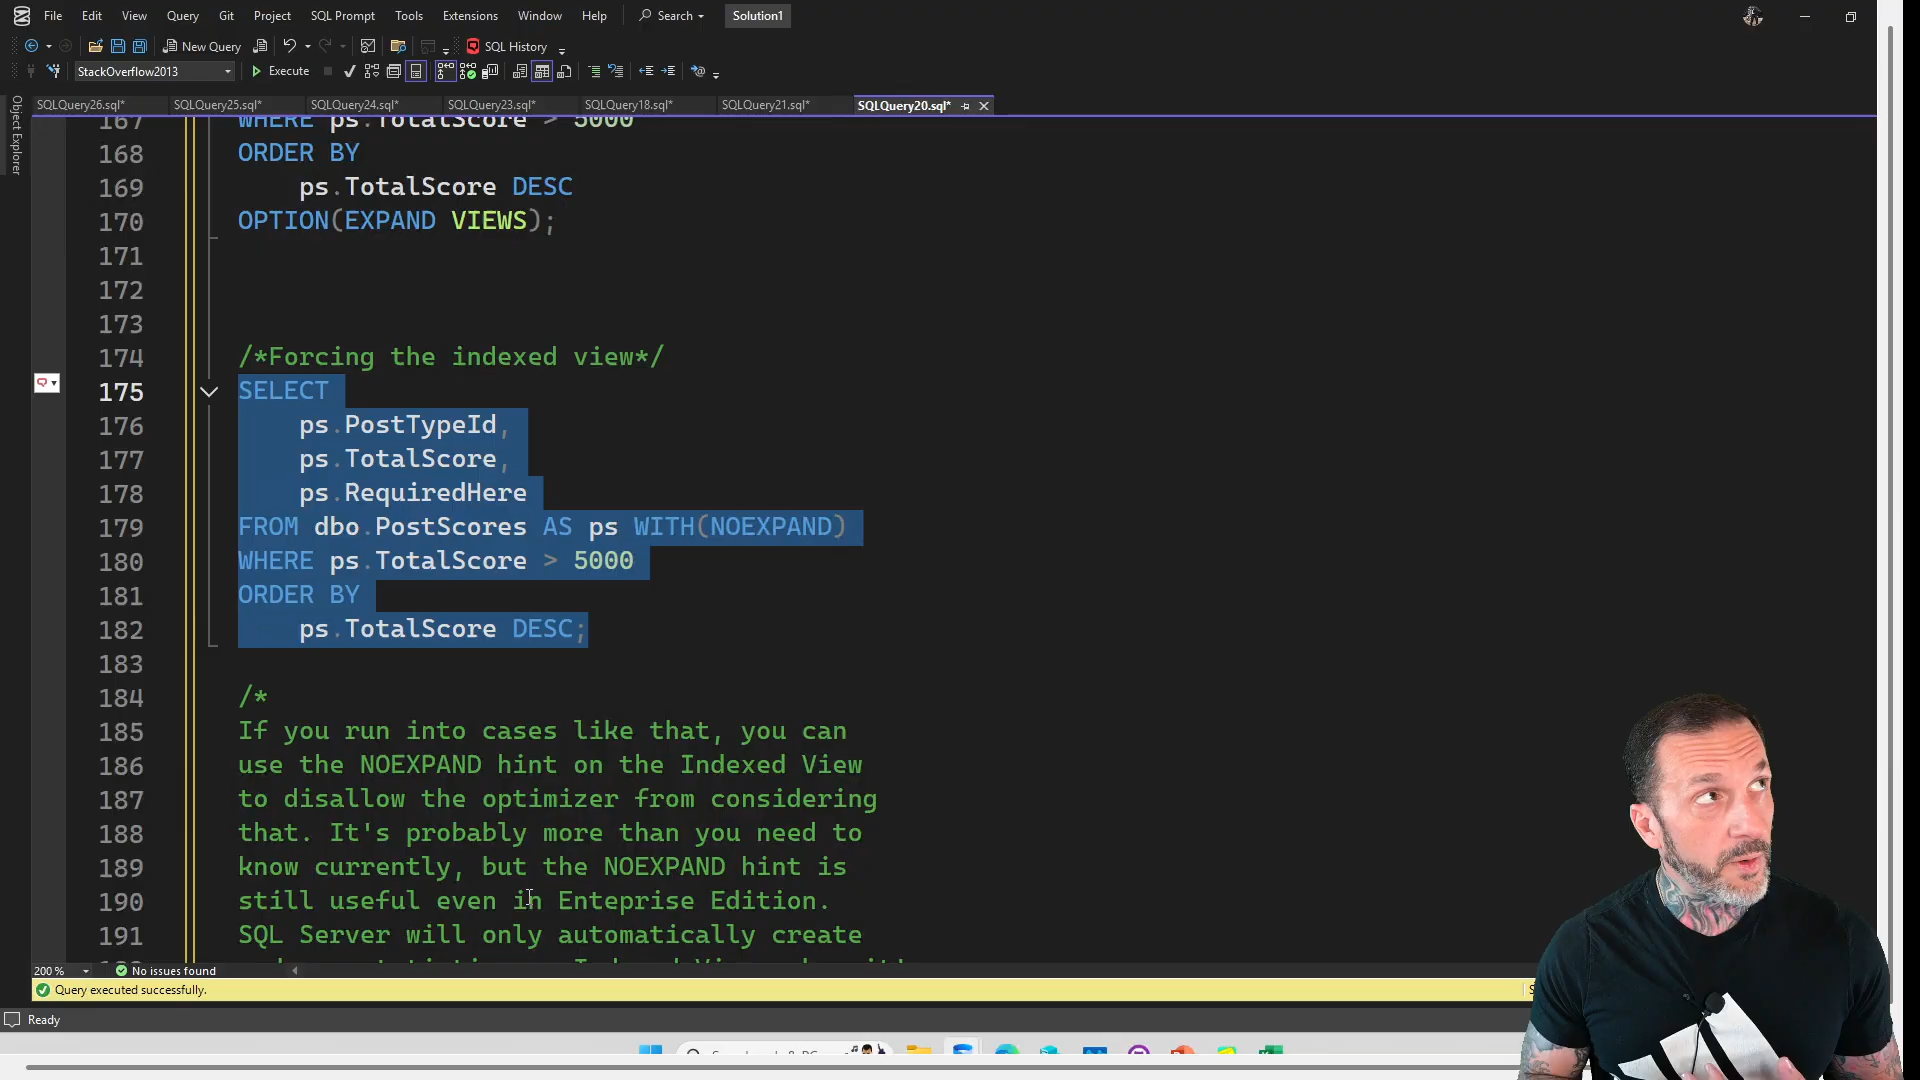 File Edit View Query Git Project SQL Prompt Tools Extensions Window Help Search Solution1
New Query SQL History
StackOverflow2013 Execute
SQLQuery26.sql* SQLQuery25.sql* SQLQuery24.sql* SQLQuery23.sql* SQLQuery18.sql* SQLQuery21.sql* SQLQuery20.sql*
Object Explorer
167 WHERE ps.TotalScore > 5000
168 ORDER BY
169 ps.TotalScore DESC
170 OPTION(EXPAND VIEWS);
171
172
173
174 /*Forcing the indexed view*/
175 SELECT
176 ps.PostTypeId,
177 ps.TotalScore,
178 ps.RequiredHere
179 FROM dbo.PostScores AS ps WITH(NOEXPAND)
180 WHERE ps.TotalScore > 5000
181 ORDER BY
182 ps.TotalScore DESC;
183
184 /*
185 If you run into cases like that, you can
186 use the NOEXPAND hint on the Indexed View
187 to disallow the optimizer from considering
188 that. It's probably more than you need to
189 know currently, but the NOEXPAND hint is
190 still useful even in Enteprise Edition.
191 SQL Server will only automatically create
200 % No issues found
Query executed successfully.
Ready